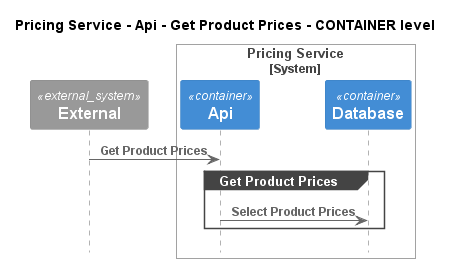 Pricing Service - Api - Get Product Prices - CONTAINER level
Pricing Service
[System]
«external_system»
External
«container»
Api
«container»
Database
Get Product Prices
Get Product Prices
Select Product Prices